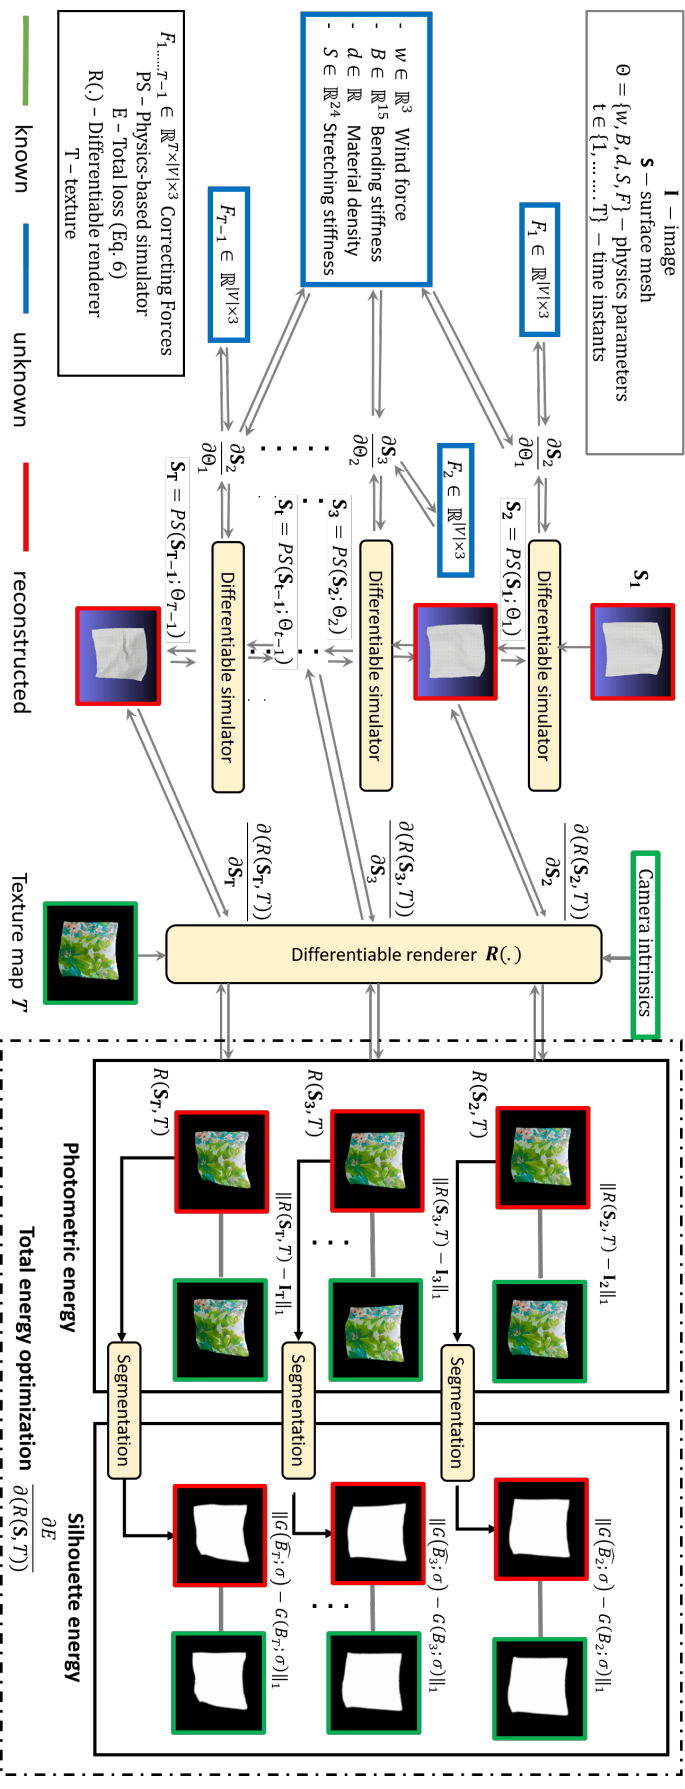 I – image
Θ = {w, B, d, S, F} – physics parameters
S – surface mesh
t ∈ {1, ... ... T} – time instants
- w ∈ ℝ³ Wind force
- B ∈ ℝ¹⁵ Bending stiffness
- d ∈ ℝ Material density
- S ∈ ℝ²⁴ Stretching stiffness
F₁,....,T−1 ∈ ℝ^{T×|V|×3} Correcting Forces
PS – Physics-based simulator
E – Total loss (Eq. 6)
R(.) – Differentiable renderer
T – texture
known
unknown
reconstructed
F₁ ∈ ℝ^{|V|×3}
F₂ ∈ ℝ^{|V|×3}
F_{T−1} ∈ ℝ^{|V|×3}
∂S₂/∂Θ₁
∂S₃/∂Θ₂
.....
∂S₂/∂Θ₁
S₁
S₂ = PS(S₁; Θ₁)
S₃ = PS(S₂; Θ₂)
S_t = PS(S_{t−1}; Θ_{t−1})
S_T = PS(S_{T−1}; Θ_{T−1})
Differentiable simulator
Differentiable simulator
Differentiable simulator
∂(R(S₂, T))/∂S₂
∂(R(S₃, T))/∂S₃
∂(R(S_T, T))/∂S_T
Camera intrinsics
Differentiable renderer R(.)
Texture map T
R(S₂, T)
R(S₃, T)
R(S_T, T)
‖R(S₂, T) − I₂‖₁
‖R(S₃, T) − I₃‖₁
...
‖R(S_T, T) − I_T‖₁
Photometric energy
Segmentation
Segmentation
Segmentation
‖G(B̂₂; σ) − G(B₂; σ)‖₁
‖G(B̂₃; σ) − G(B₃; σ)‖₁
...
‖G(B̂_T; σ) − G(B_T; σ)‖₁
Silhouette energy
Total energy optimization ∂E/∂(R(S,T))